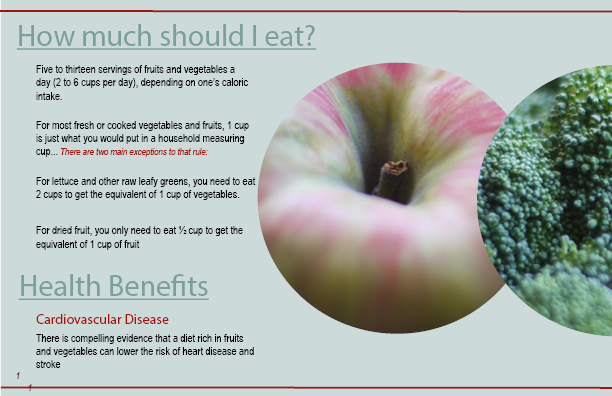 How much should I eat?
Five to thirteen servings of fruits and vegetables a
day (2 to 6 cups per day), depending on one's caloric
intake.
For most fresh or cooked vegetables and fruits, 1 cup
is just what you would put in a household measuring
cup... There are two main exceptions to that rule:
For lettuce and other raw leafy greens, you need to eat
2 cups to get the equivalent of 1 cup of vegetables.
For dried fruit, you only need to eat ½ cup to get the
equivalent of 1 cup of fruit
Health Benefits
Cardiovascular Disease
There is compelling evidence that a diet rich in fruits
and vegetables can lower the risk of heart disease and
stroke
1
1